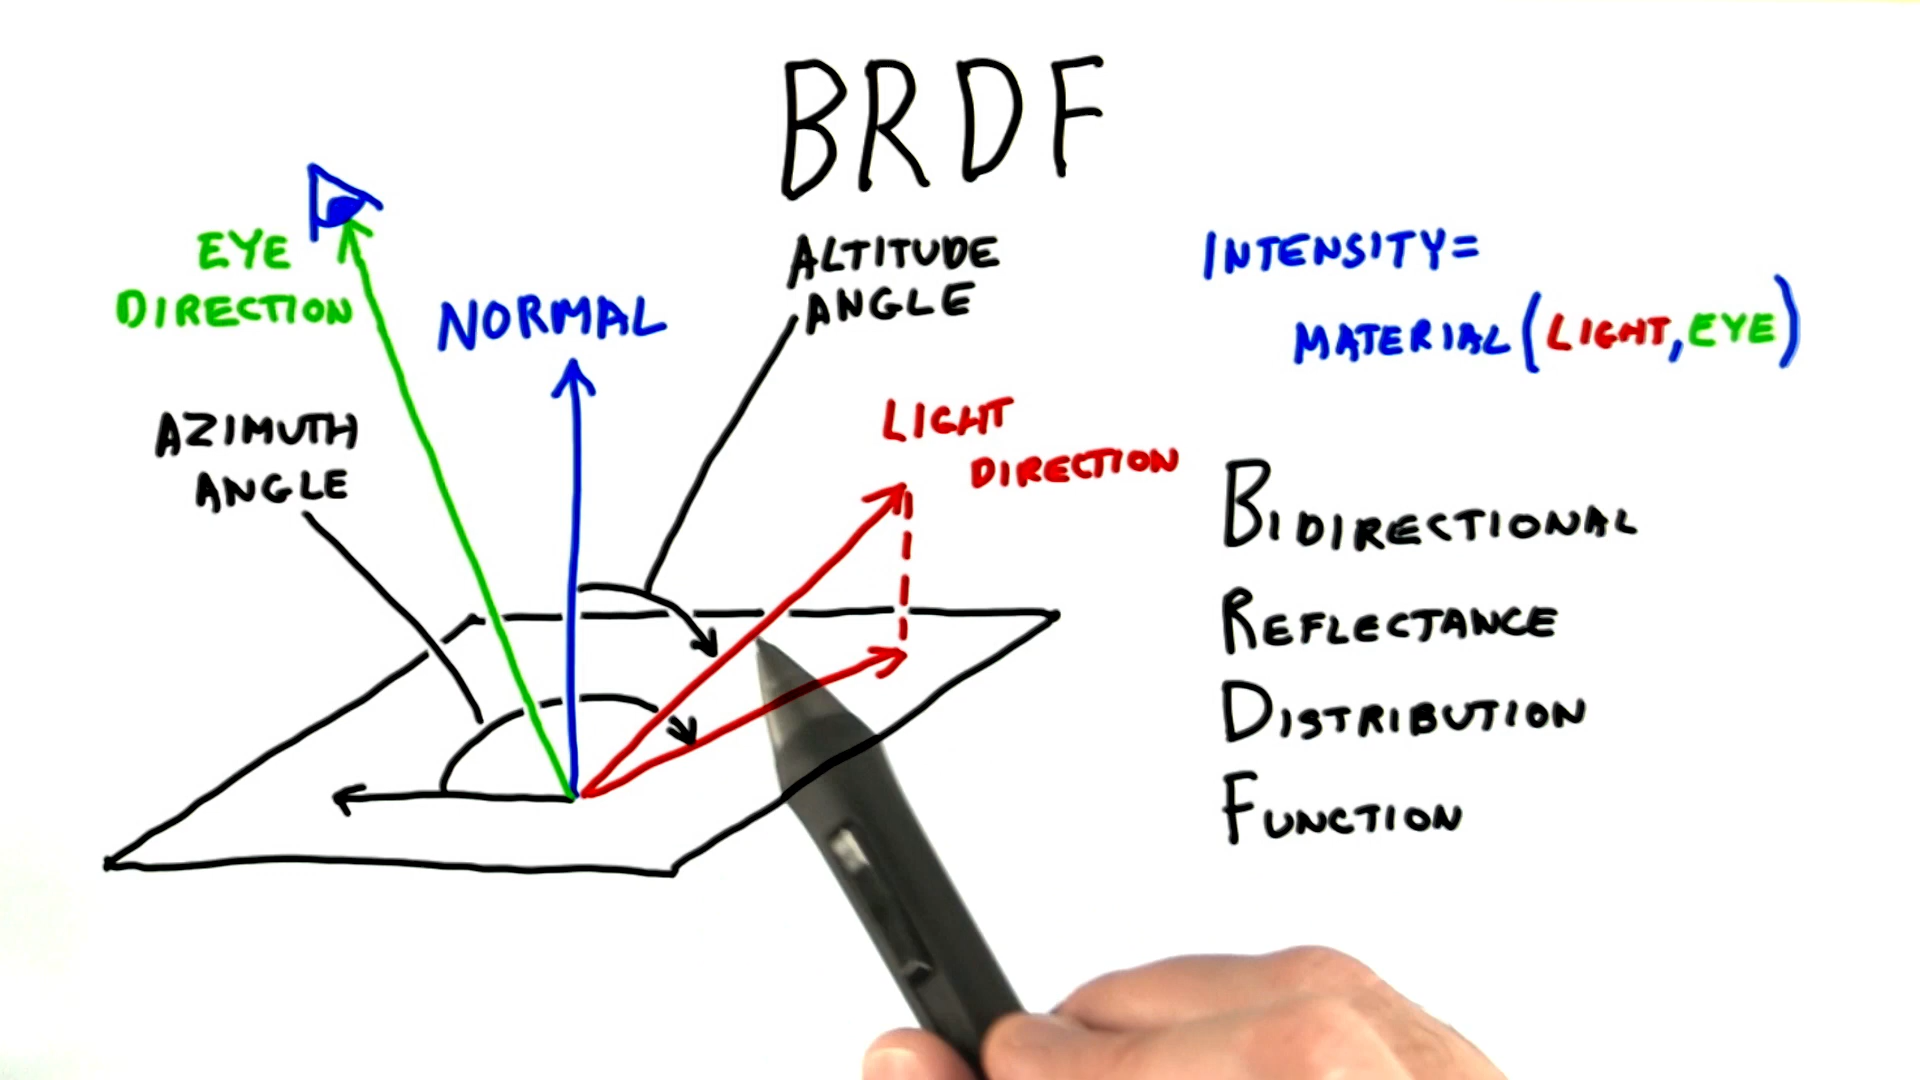 BRDF
EYE
DIRECTION
NORMAL
ALTITUDE
ANGLE
AZIMUTH
ANGLE
LIGHT
DIRECTION
INTENSITY=
MATERIAL(LIGHT,EYE)
BIDIRECTIONAL
REFLECTANCE
DISTRIBUTION
FUNCTION